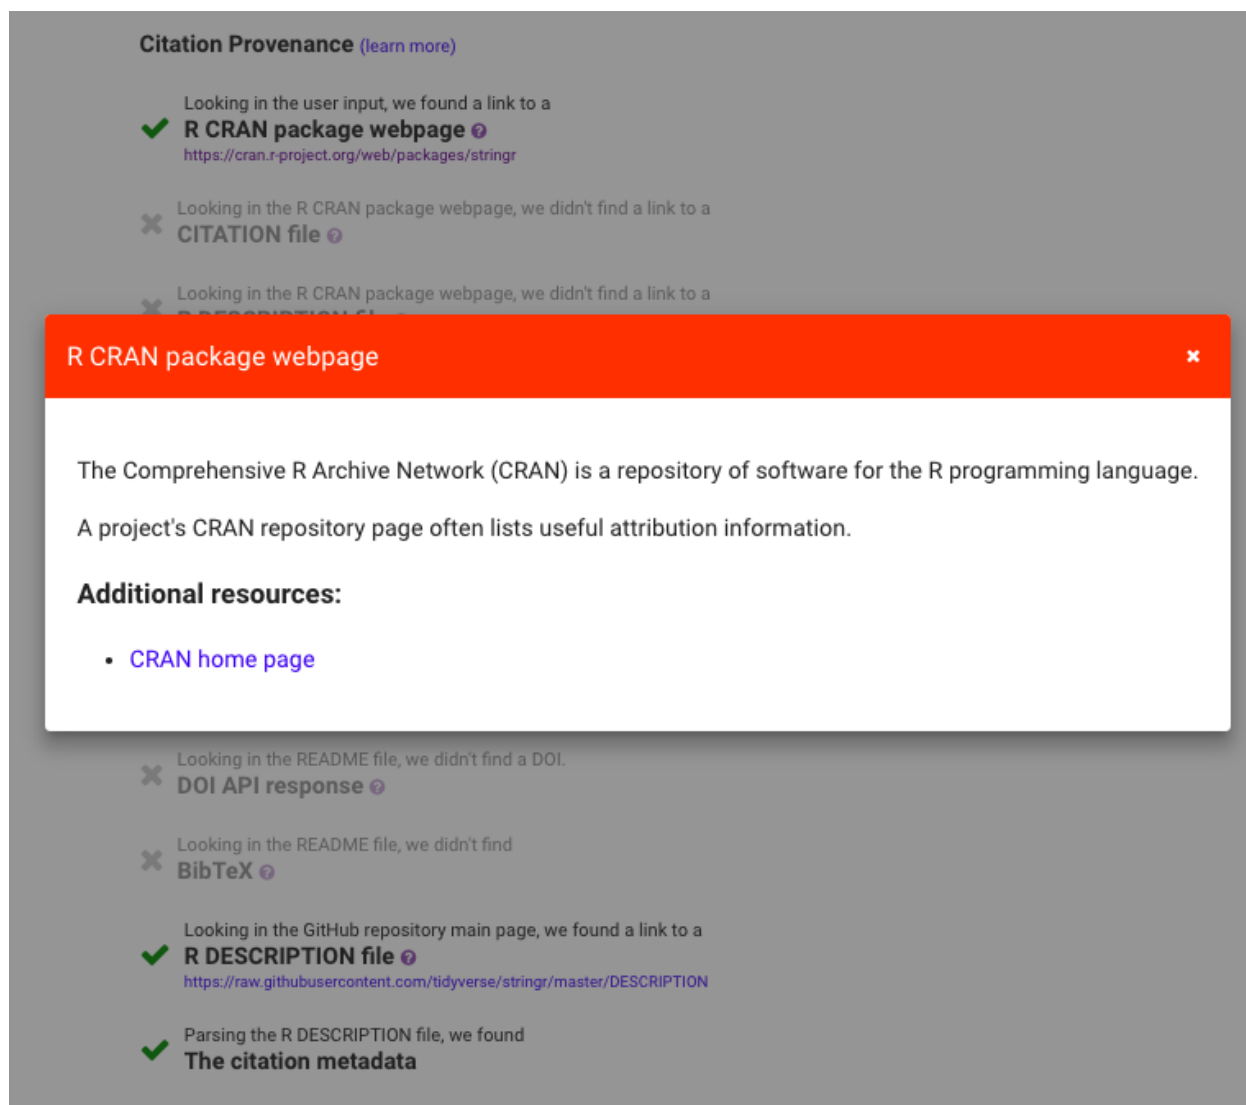 Citation Provenance (learn more)
Looking in the user input, we found a link to a
R CRAN package webpage
https://cran.r-project.org/web/packages/stringr
Looking in the R CRAN package webpage, we didn't find a link to a
CITATION file
Looking in the R CRAN package webpage, we didn't find a link to a
R DESCRIPTION file
R CRAN package webpage
The Comprehensive R Archive Network (CRAN) is a repository of software for the R programming language.
A project's CRAN repository page often lists useful attribution information.
Additional resources:
• CRAN home page
Looking in the README file, we didn't find a DOI.
DOI API response
Looking in the README file, we didn't find
BibTeX
Looking in the GitHub repository main page, we found a link to a
R DESCRIPTION file
https://raw.githubusercontent.com/tidyverse/stringr/master/DESCRIPTION
Parsing the R DESCRIPTION file, we found
The citation metadata